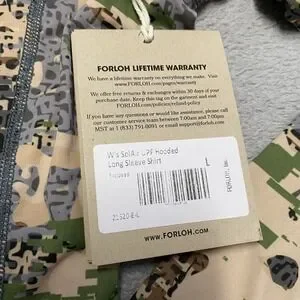 FORLOH LIFETIME WARRANTY
We have a lifetime warranty on everything we make. Visit
www.FORLOH.com/pages/warranty
We offer free returns & exchanges within 30 days of your
purchase date. Keep this tag on the garment and visit
FORLOH.com/policies/refund-policy
If you have any questions or would like assistance, please call
our customer service team between 7:00am and 7:00pm
MST at 1 (833) 791-0091 or email support@forloh.com.
W's SolAir UPF Hooded
Long Sleeve Shirt
L
WWW.FORLOH.COM